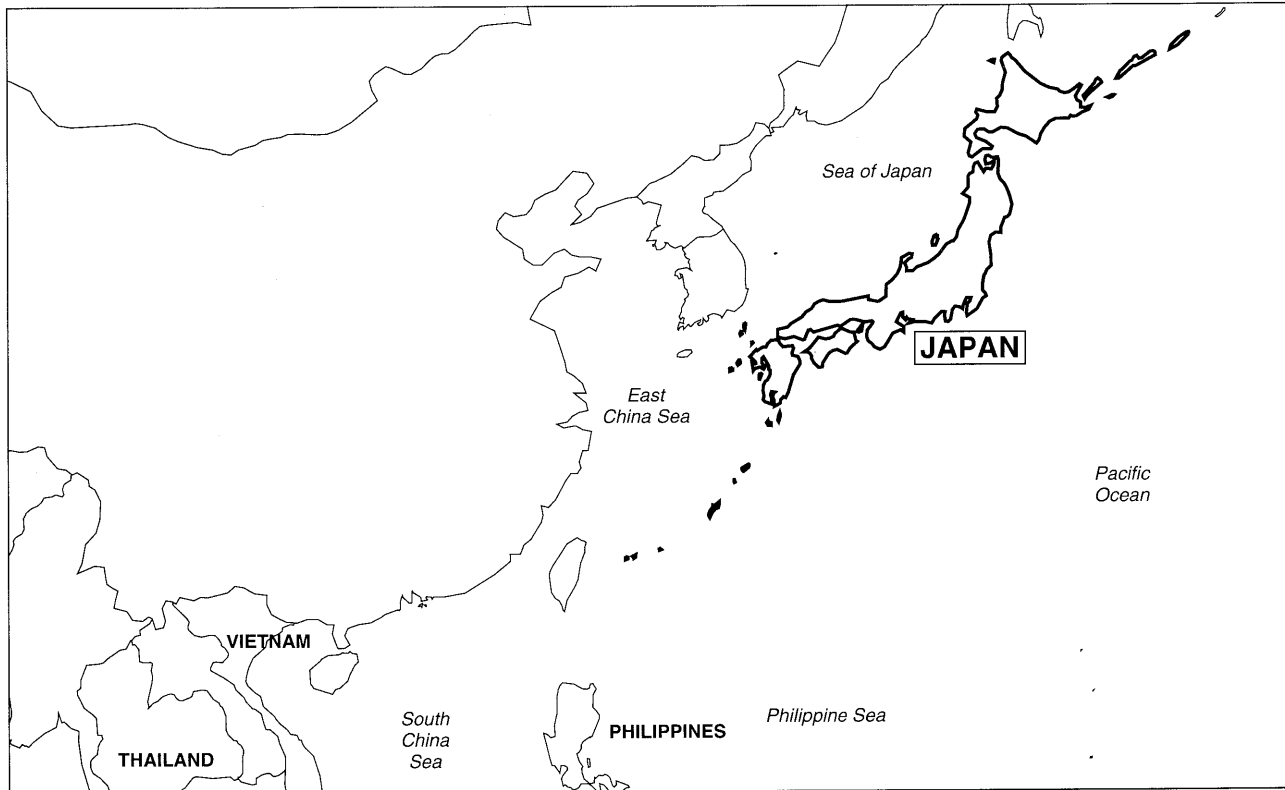 Sea of Japan
JAPAN
East
China Sea
Pacific
Ocean
VIETNAM
South
China
Sea
PHILIPPINES
Philippine Sea
THAILAND